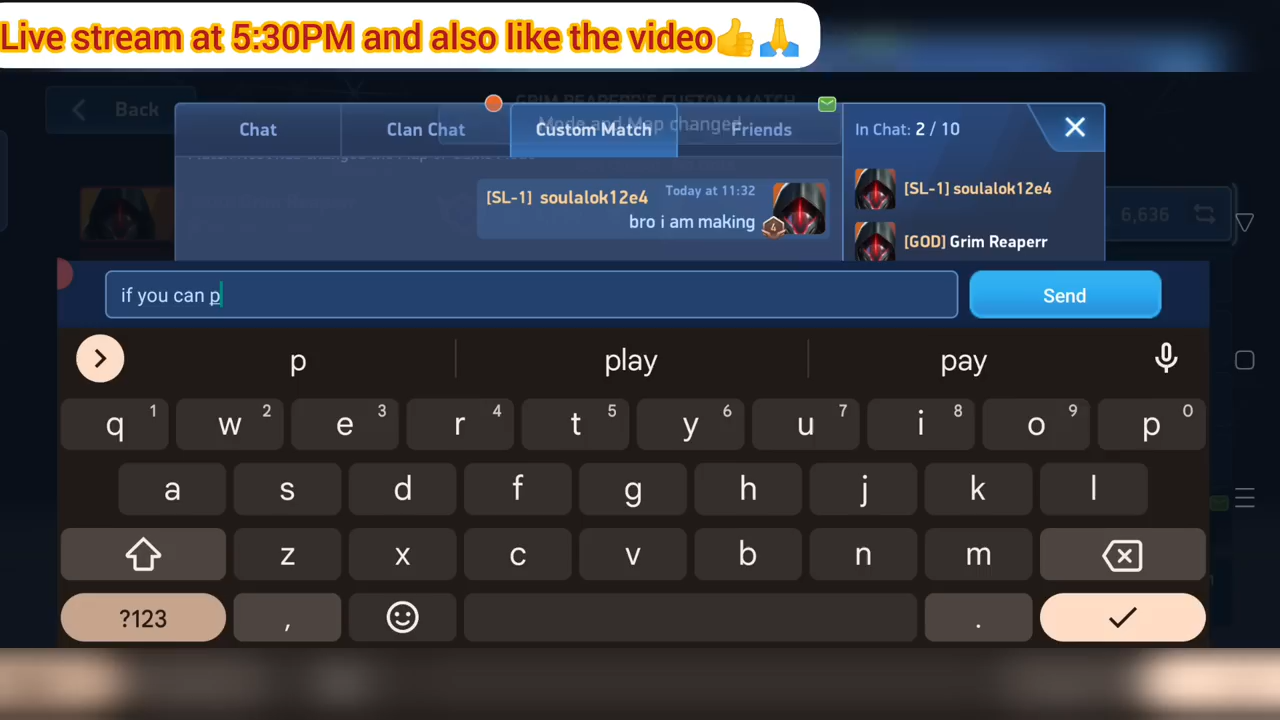 Live stream at 5:30PM and also like the video👍🙏
Back
Mode and Map changed
Chat
Clan Chat
Custom Match
Friends
In Chat: 2 / 10
[SL-1] soulalok12e4
Today at 11:32
bro i am making
4
[SL-1] soulalok12e4
[GOD] Grim Reaperr
6,636
if you can p
Send
p
play
pay
q 1 w 2 e 3 r 4 t 5 y 6 u 7 i 8 o 9 p 0
a s d f g h j k l
z x c v b n m
?123 , .